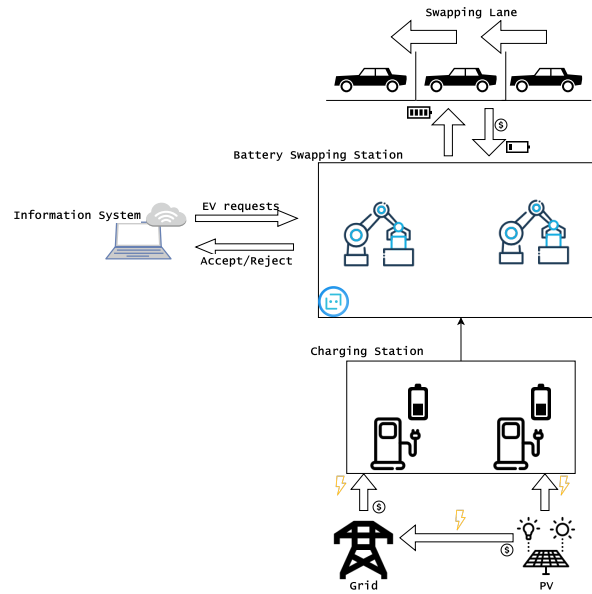 Swapping Lane
$
Battery Swapping Station
EV requests
Information System
Accept/Reject
Charging Station
$
$
Grid
PV